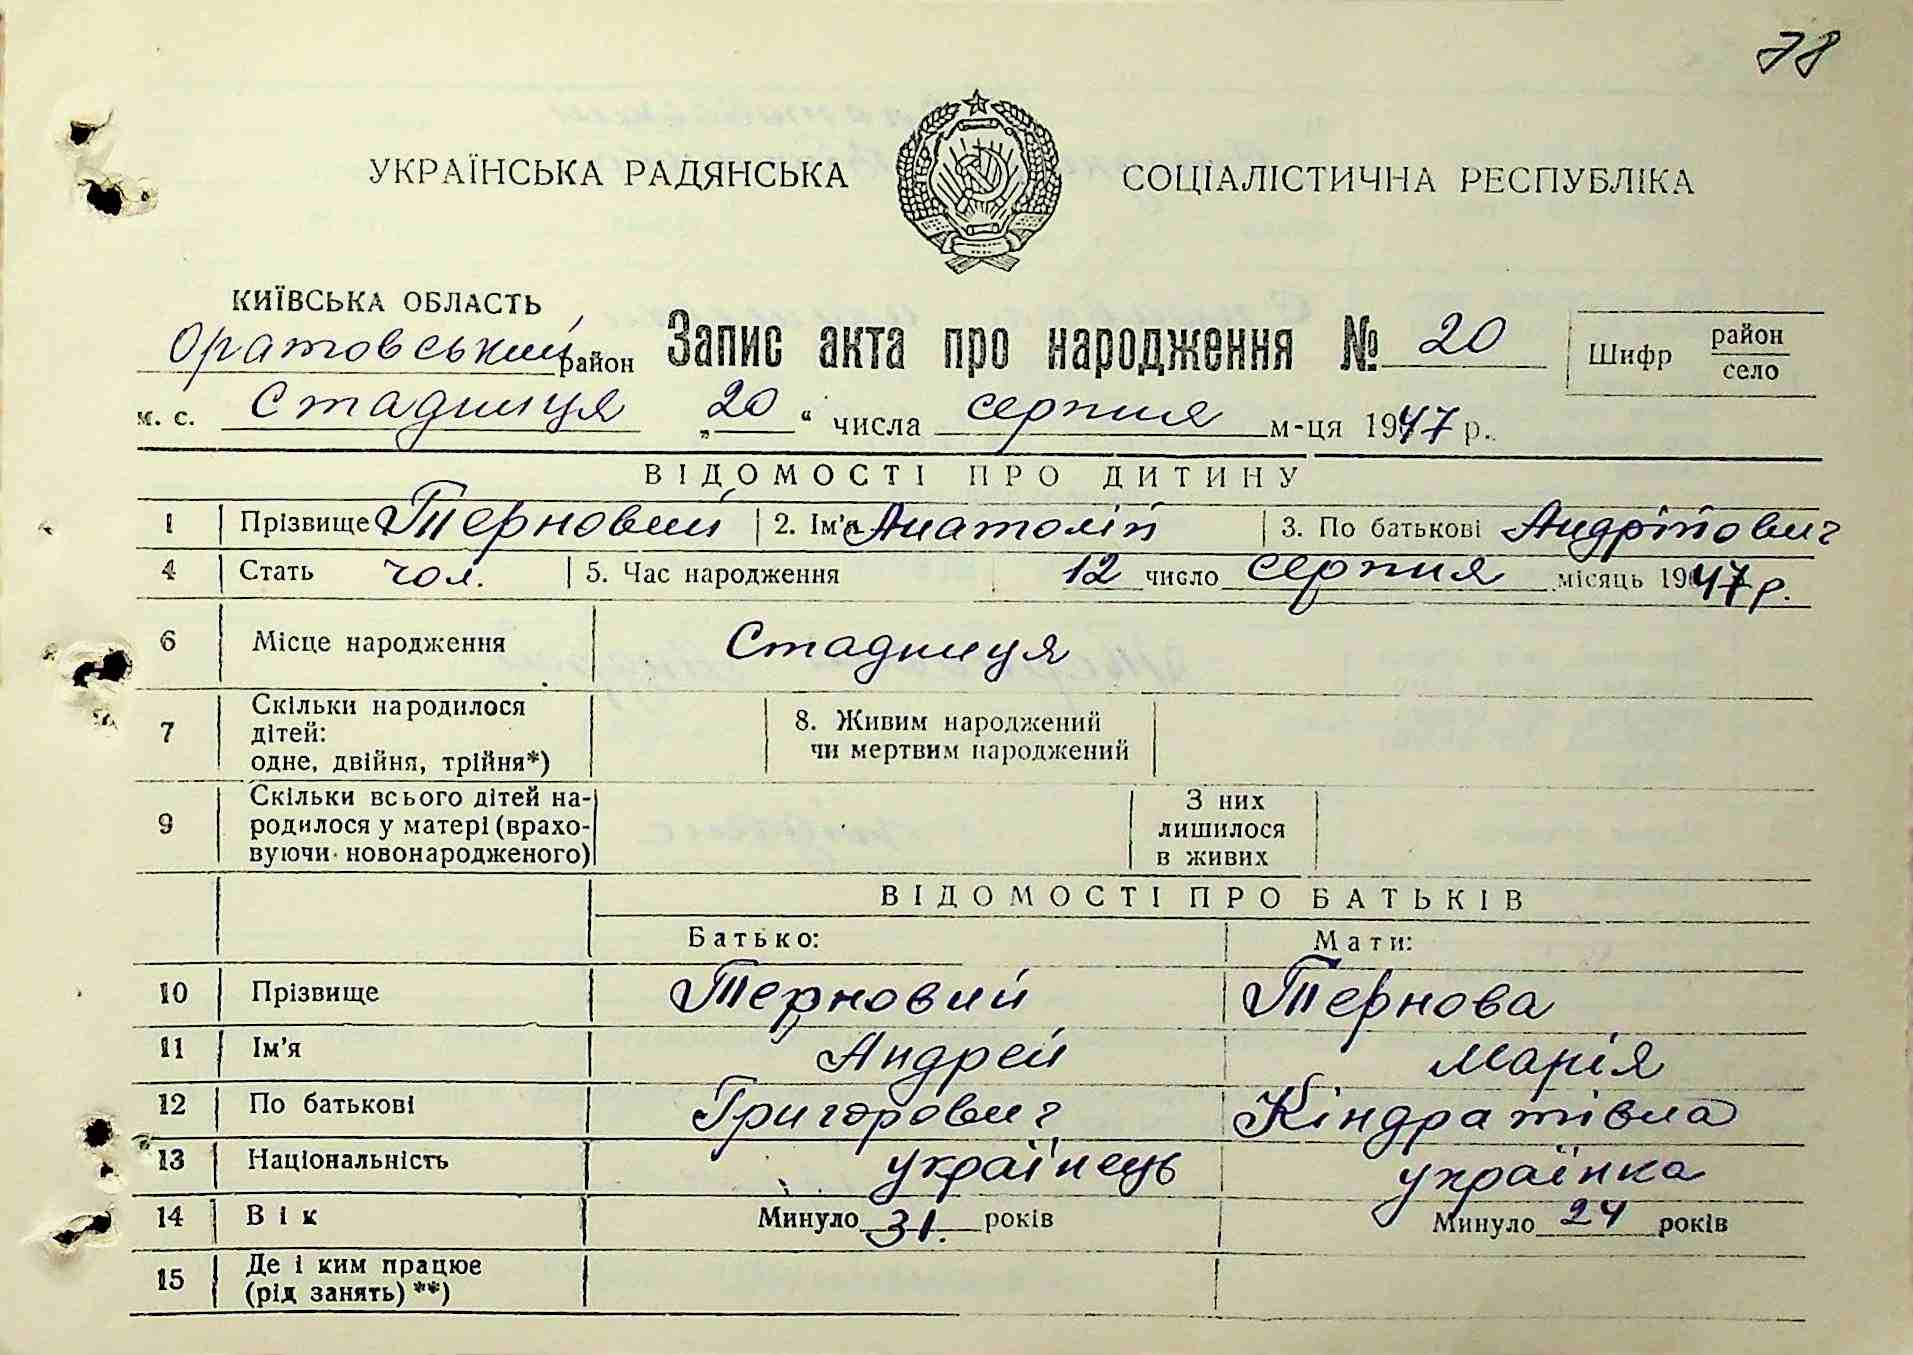 78
УКРАЇНСЬКА РАДЯНСЬКА СОЦІАЛІСТИЧНА РЕСПУБЛІКА
КИЇВСЬКА ОБЛАСТЬ
Оратовський район Запис акта про народження № 20 Шифр район село
м. с. Стадниця „20“ числа серпня м-ця 1947 р.
ВІДОМОСТІ ПРО ДИТИНУ
1 Прізвище Терновий 2. Ім'я Анатолій 3. По батькові Андрійович
4 Стать чол. 5. Час народження 12 число серпня місяць 1947 р.
6 Місце народження Стадниця
7 Скільки народилося дітей: одне, двійня, трійня*) 8. Живим народжений чи мертвим народжений
9 Скільки всього дітей народилося у матері (враховуючи новонародженого) З них лишилося в живих
ВІДОМОСТІ ПРО БАТЬКІВ
Батько: Мати:
10 Прізвище Терновий Тернова
11 Ім'я Андрей Марія
12 По батькові Григорович Кіндратівна
13 Національність українець українка
14 Вік Минуло 31. років Минуло 24 років
15 Де і ким працює (рід занять) **)